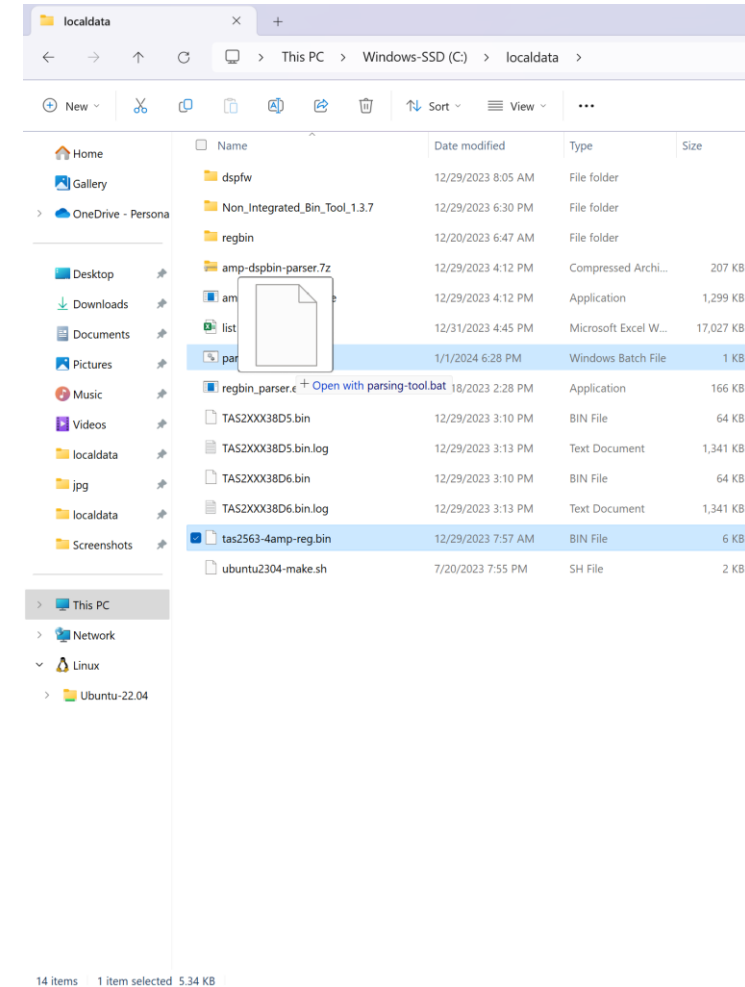 localdata
This PC > Windows-SSD (C:) > localdata >
New Sort View
Name Date modified Type Size
Home
Gallery
OneDrive - Persona
Desktop
Downloads
Documents
Pictures
Music
Videos
localdata
jpg
localdata
Screenshots
This PC
Network
Linux
Ubuntu-22.04
dspfw 12/29/2023 8:05 AM File folder
Non_Integrated_Bin_Tool_1.3.7 12/29/2023 6:30 PM File folder
regbin 12/20/2023 6:47 AM File folder
amp-dspbin-parser.7z 12/29/2023 4:12 PM Compressed Archi... 207 KB
am 12/29/2023 4:12 PM Application 1,299 KB
list 12/31/2023 4:45 PM Microsoft Excel W... 17,027 KB
par 1/1/2024 6:28 PM Windows Batch File 1 KB
+ Open with parsing-tool.bat
regbin_parser.e 18/2023 2:28 PM Application 166 KB
TAS2XXX38D5.bin 12/29/2023 3:10 PM BIN File 64 KB
TAS2XXX38D5.bin.log 12/29/2023 3:13 PM Text Document 1,341 KB
TAS2XXX38D6.bin 12/29/2023 3:10 PM BIN File 64 KB
TAS2XXX38D6.bin.log 12/29/2023 3:13 PM Text Document 1,341 KB
tas2563-4amp-reg.bin 12/29/2023 7:57 AM BIN File 6 KB
ubuntu2304-make.sh 7/20/2023 7:55 PM SH File 2 KB
14 items 1 item selected 5.34 KB